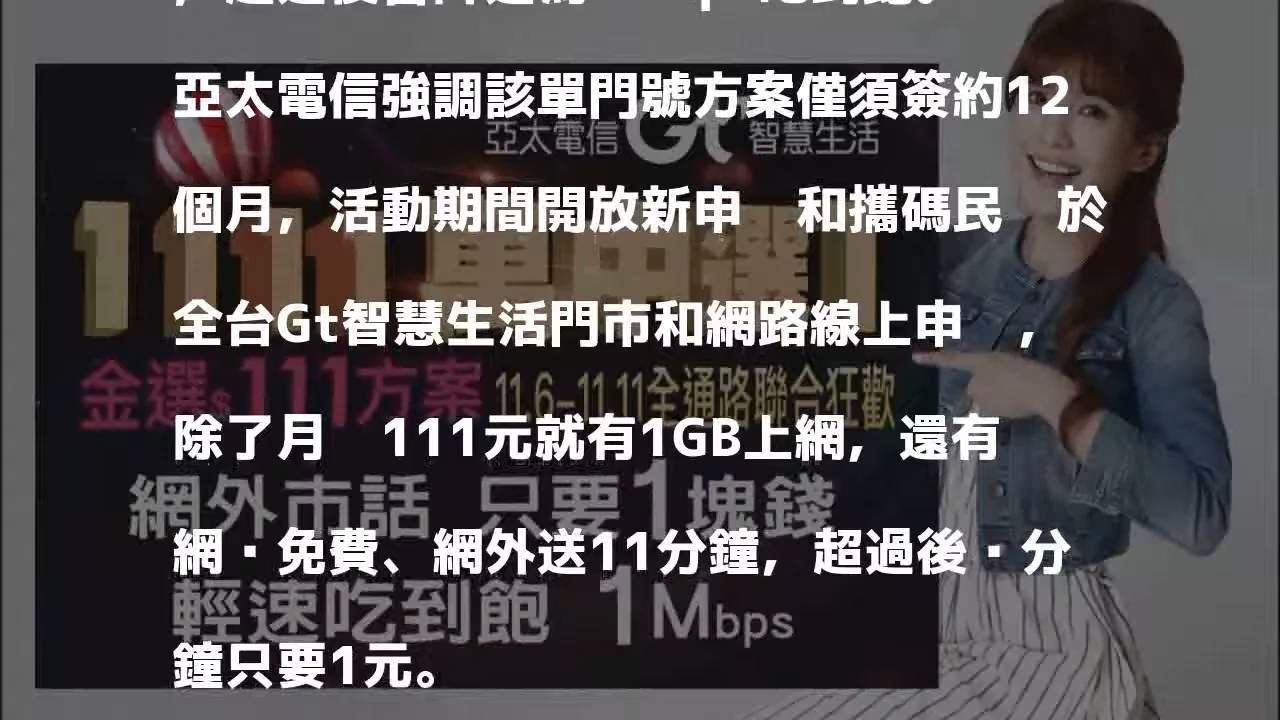 亞太電信強調該單門號方案僅須簽約12
個月，活動期間開放新申 和攜碼民 於
全台Gt智慧生活門市和網路線上申 ，
除了月 111元就有1GB上網，還有
網·免費、網外送11分鐘，超過後· 分
鐘只要1元。
亞太電信 Gt 智慧生活
1111 單申選1
金選$111方案 11.6-11.11全通路聯合狂歡
網外市話 只要1塊錢
輕速吃到飽 1Mbps